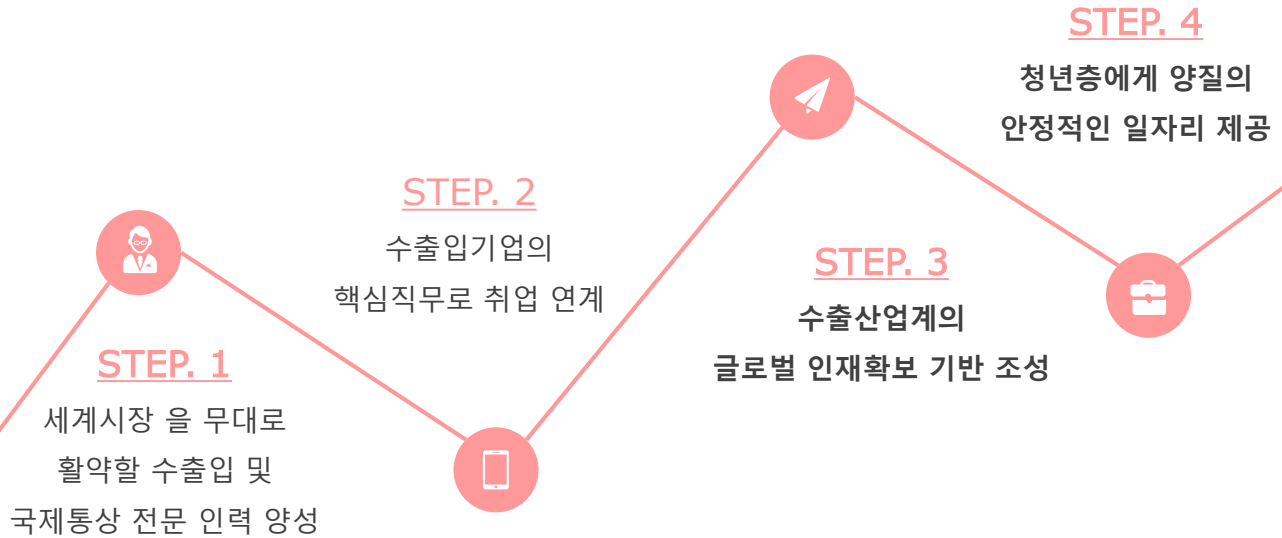 STEP. 1
세계시장 을 무대로
활약할 수출입 및
국제통상 전문 인력 양성
STEP. 2
수출입기업의
핵심직무로 취업 연계
STEP. 3
수출산업계의
글로벌 인재확보 기반 조성
STEP. 4
청년층에게 양질의
안정적인 일자리 제공